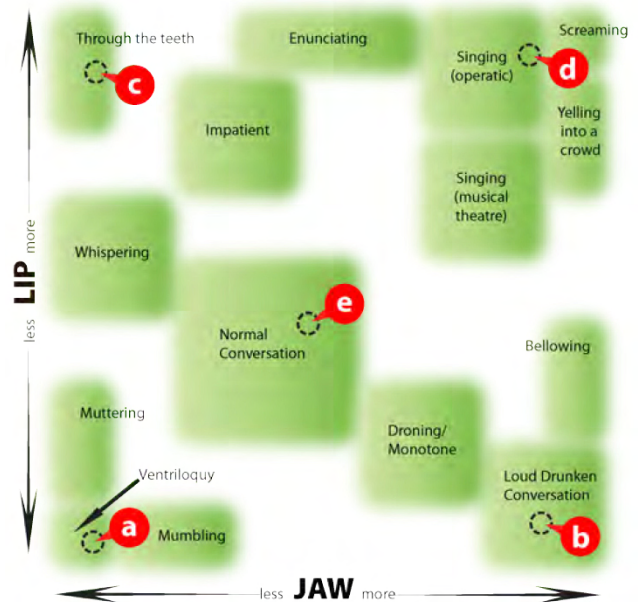 Through the teeth
Enunciating
Singing
(operatic)
Screaming
c
d
Impatient
Yelling
into a
crowd
Singing
(musical
theatre)
Whispering
less LIP more
e
Normal
Conversation
Bellowing
Muttering
Droning/
Monotone
Ventriloquy
Loud Drunken
Conversation
a
Mumbling
b
less JAW more